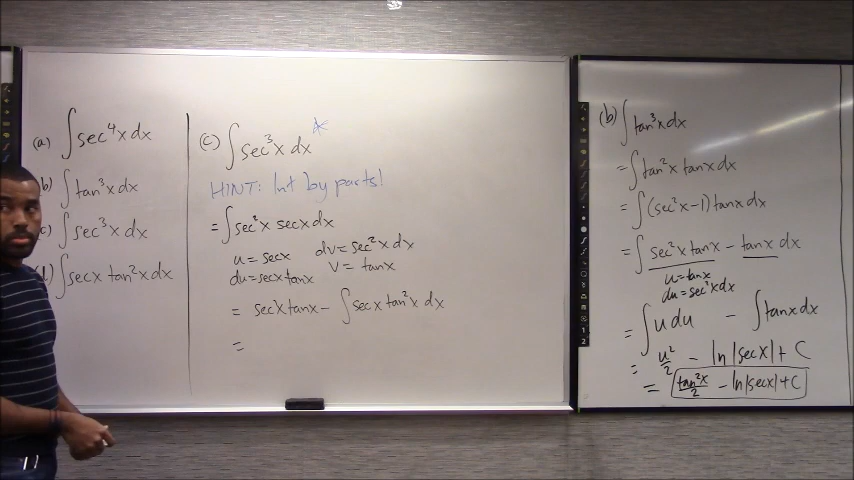 (a) ∫sec⁴x dx
b) ∫tan³x dx
c) ∫sec³x dx
(d) ∫secx tan²x dx
(c) ∫sec³x dx *
HINT: Int by parts!
= ∫sec²x secx dx
u = secx dv = sec²x dx
du = secx tanx v = tanx
= secx tanx - ∫secx tan²x dx
=
(b) ∫tan³x dx
= ∫tan²x tanx dx
= ∫(sec²x-1)tanx dx
= ∫sec²x tanx - tanx dx
u = tanx
du = sec²x dx
= ∫u du - ∫tanx dx
= u²/2 - ln|secx| + C
= tan²x/2 - ln|secx| + C